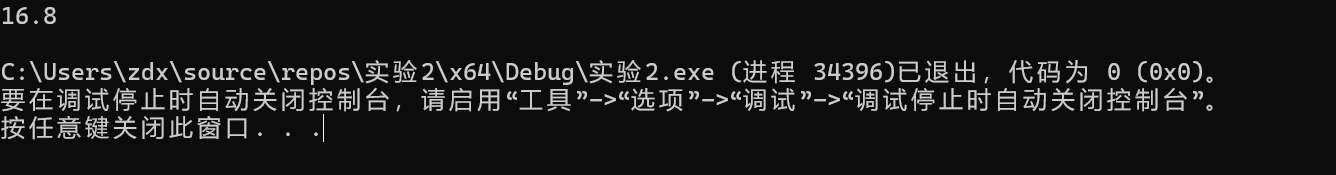 16.8
C:\Users\zdx\source\repos\实验2\x64\Debug\实验2.exe (进程 34396)已退出，代码为 0 (0x0)。
要在调试停止时自动关闭控制台，请启用“工具”->“选项”->“调试”->“调试停止时自动关闭控制台”。
按任意键关闭此窗口. . .